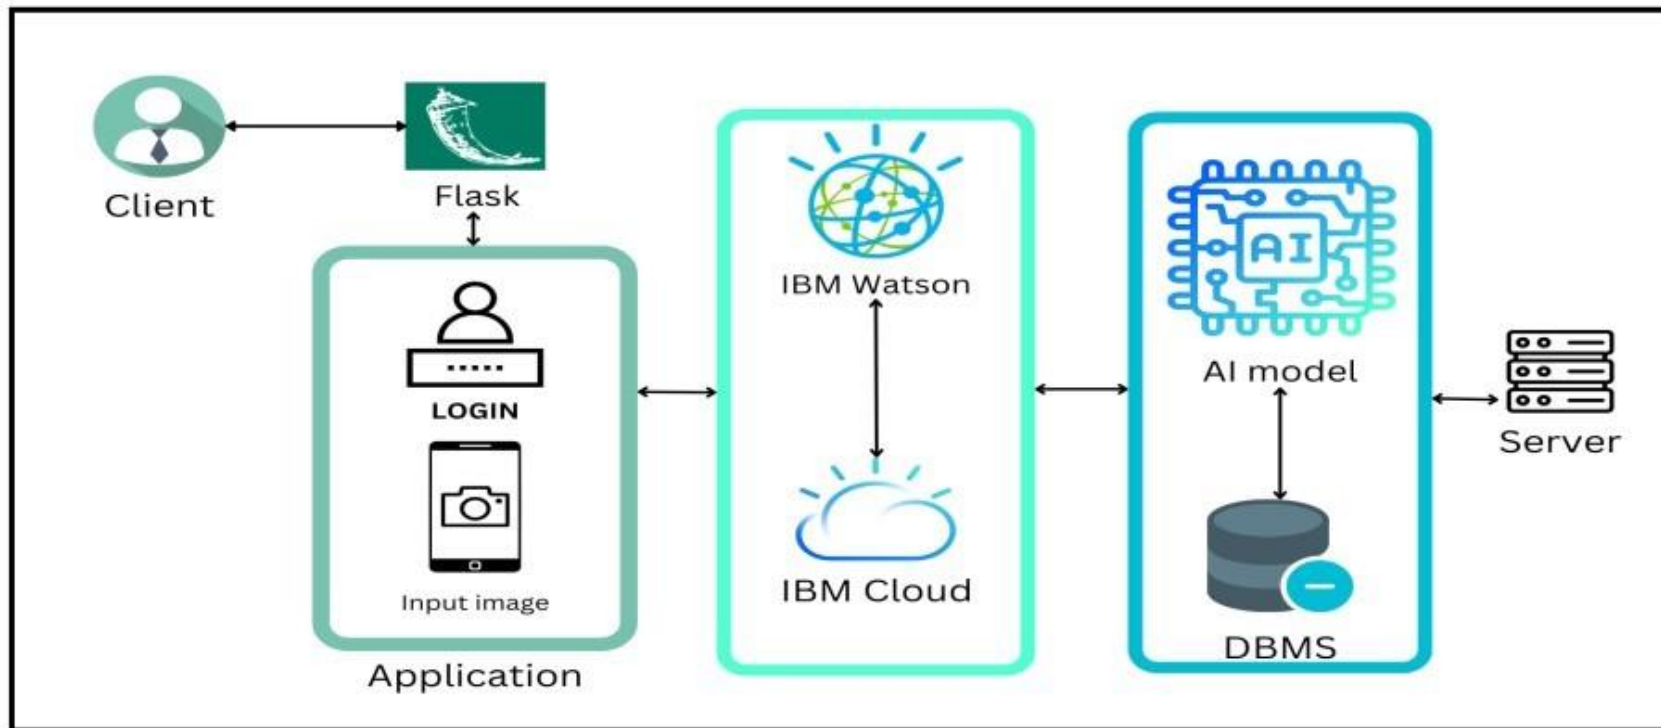 Client
Flask
LOGIN
Input image
Application
IBM Watson
IBM Cloud
AI
AI model
DBMS
Server